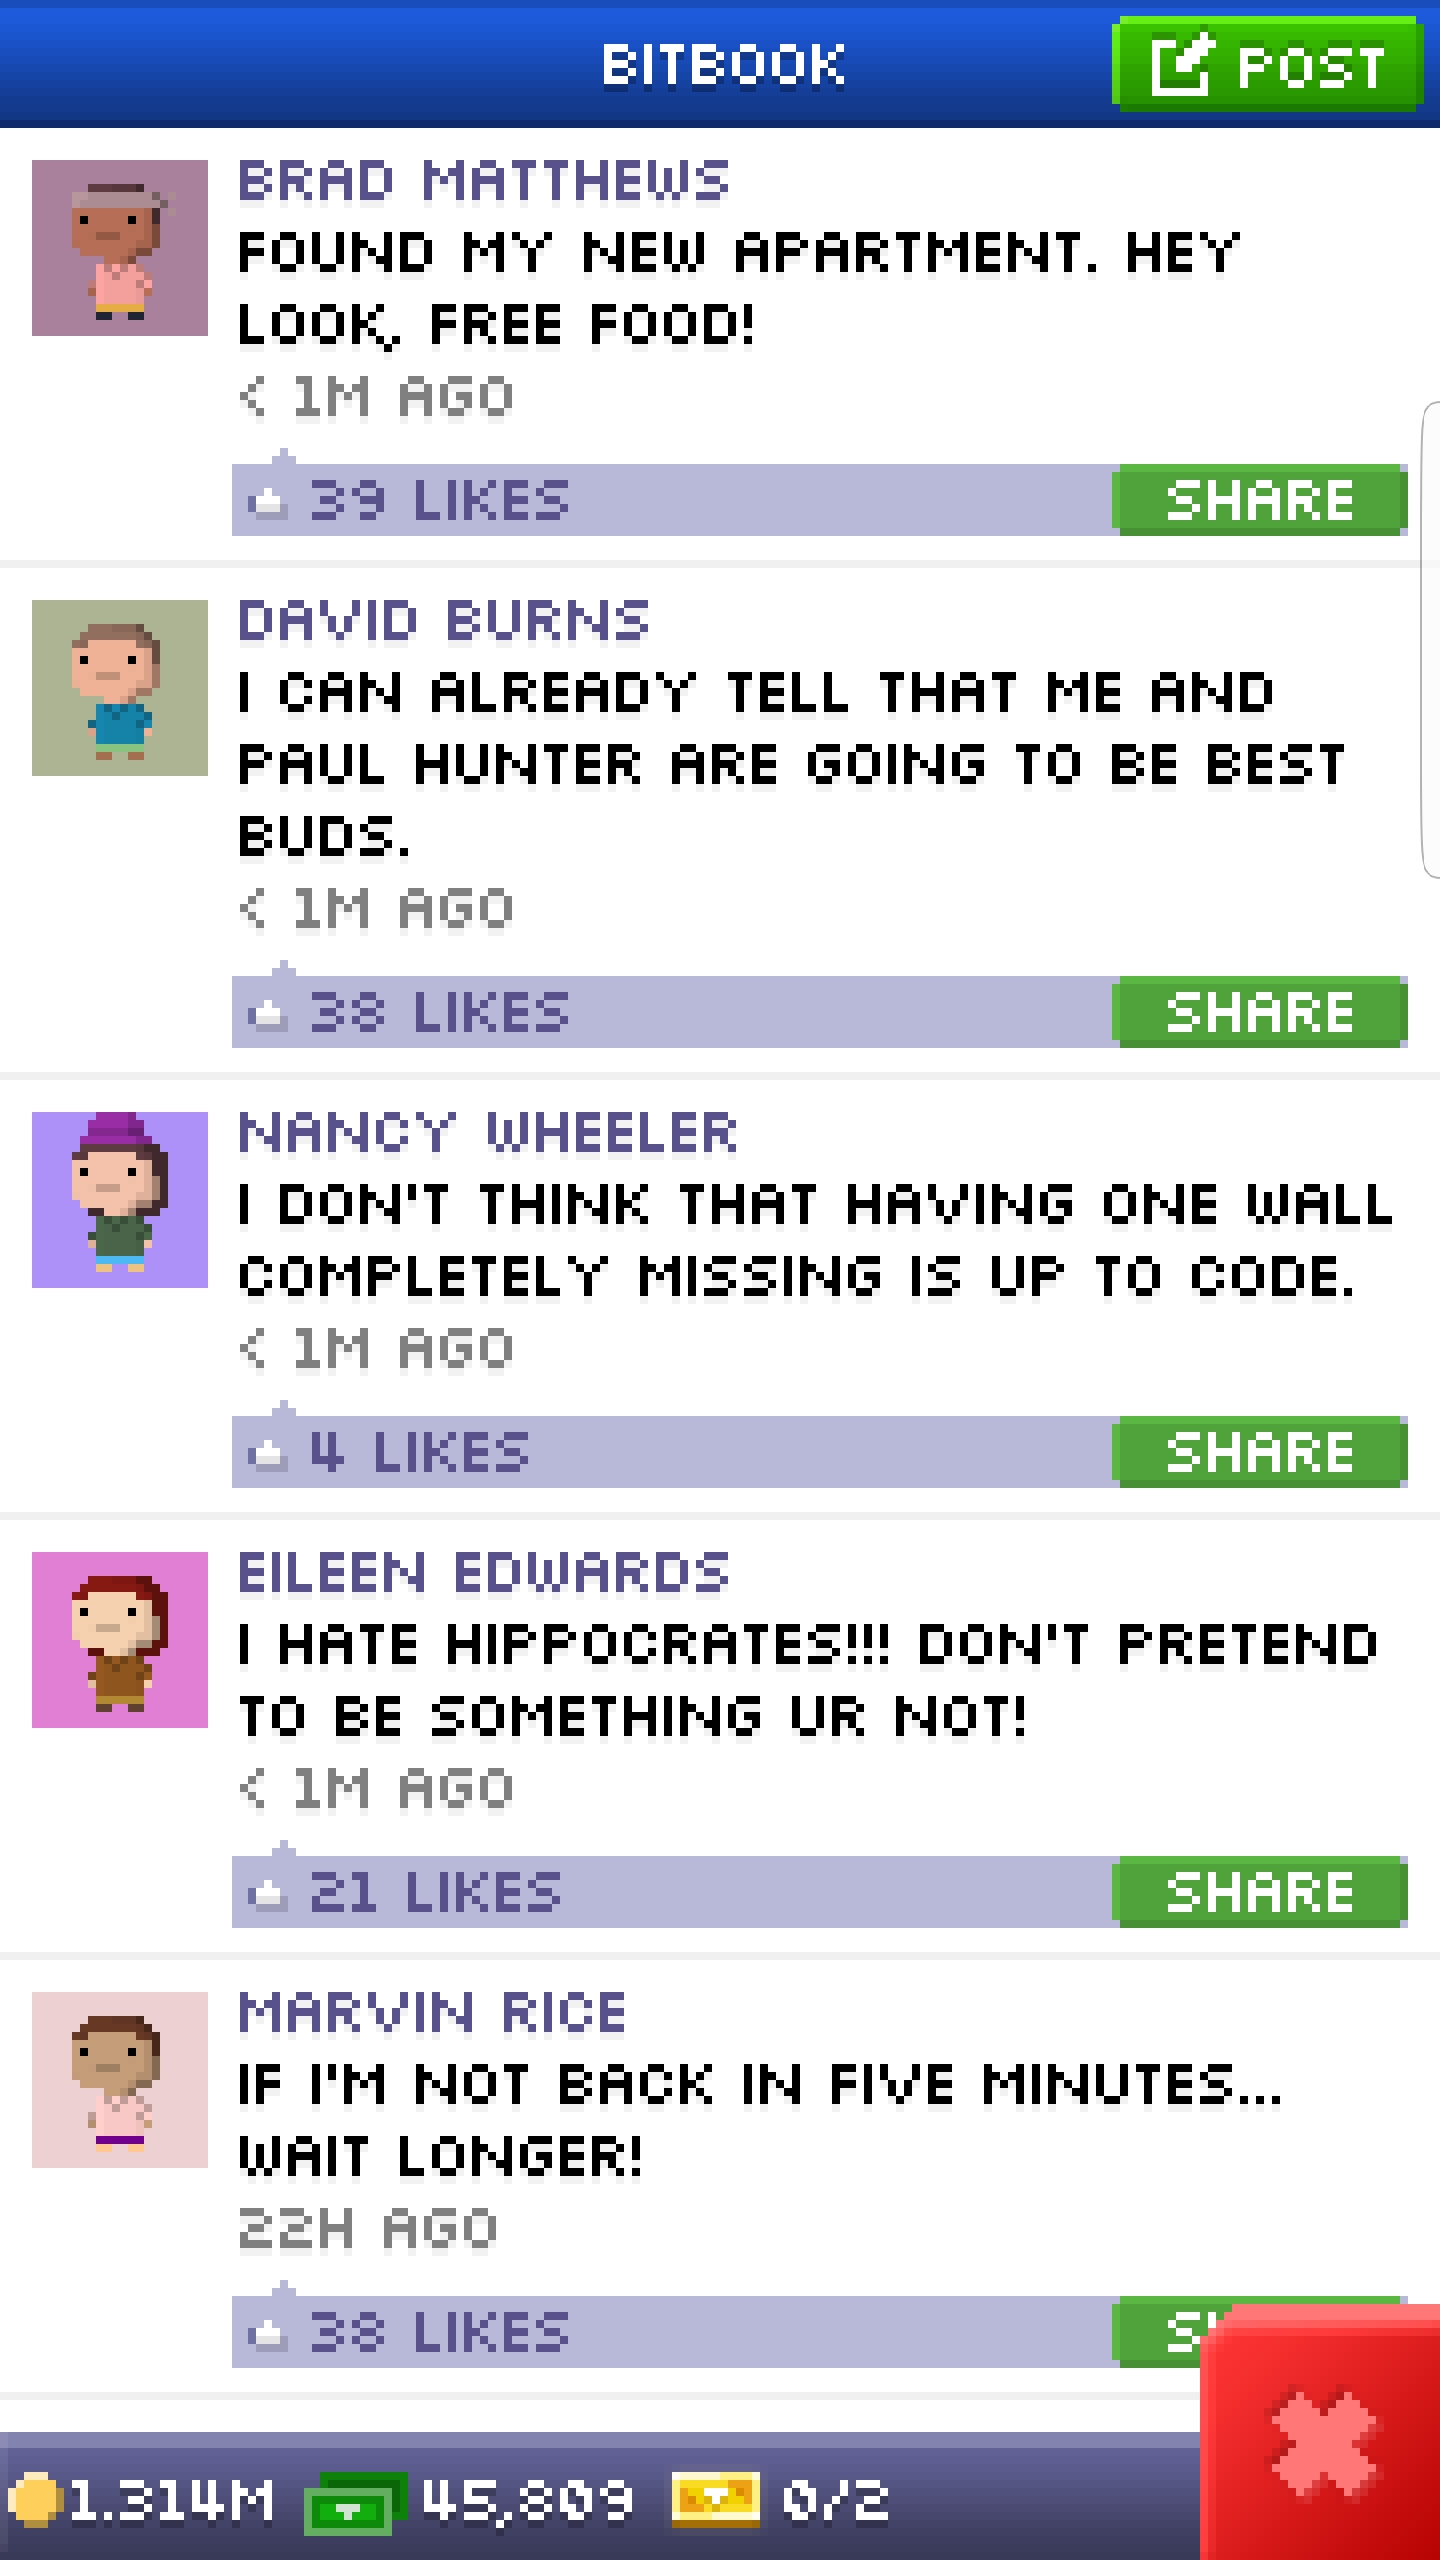 BITBOOK
POST
BRAD MATTHEWS
FOUND MY NEW APARTMENT. HEY
LOOK, FREE FOOD!
< 1M AGO
39 LIKES
SHARE
DAVID BURNS
I CAN ALREADY TELL THAT ME AND
PAUL HUNTER ARE GOING TO BE BEST
BUDS.
< 1M AGO
38 LIKES
SHARE
NANCY WHEELER
I DON'T THINK THAT HAVING ONE WALL
COMPLETELY MISSING IS UP TO CODE.
< 1M AGO
4 LIKES
SHARE
EILEEN EDWARDS
I HATE HIPPOCRATES!!! DON'T PRETEND
TO BE SOMETHING UR NOT!
< 1M AGO
21 LIKES
SHARE
MARVIN RICE
IF I'M NOT BACK IN FIVE MINUTES...
WAIT LONGER!
22H AGO
38 LIKES
1.314M 45,809 0/2